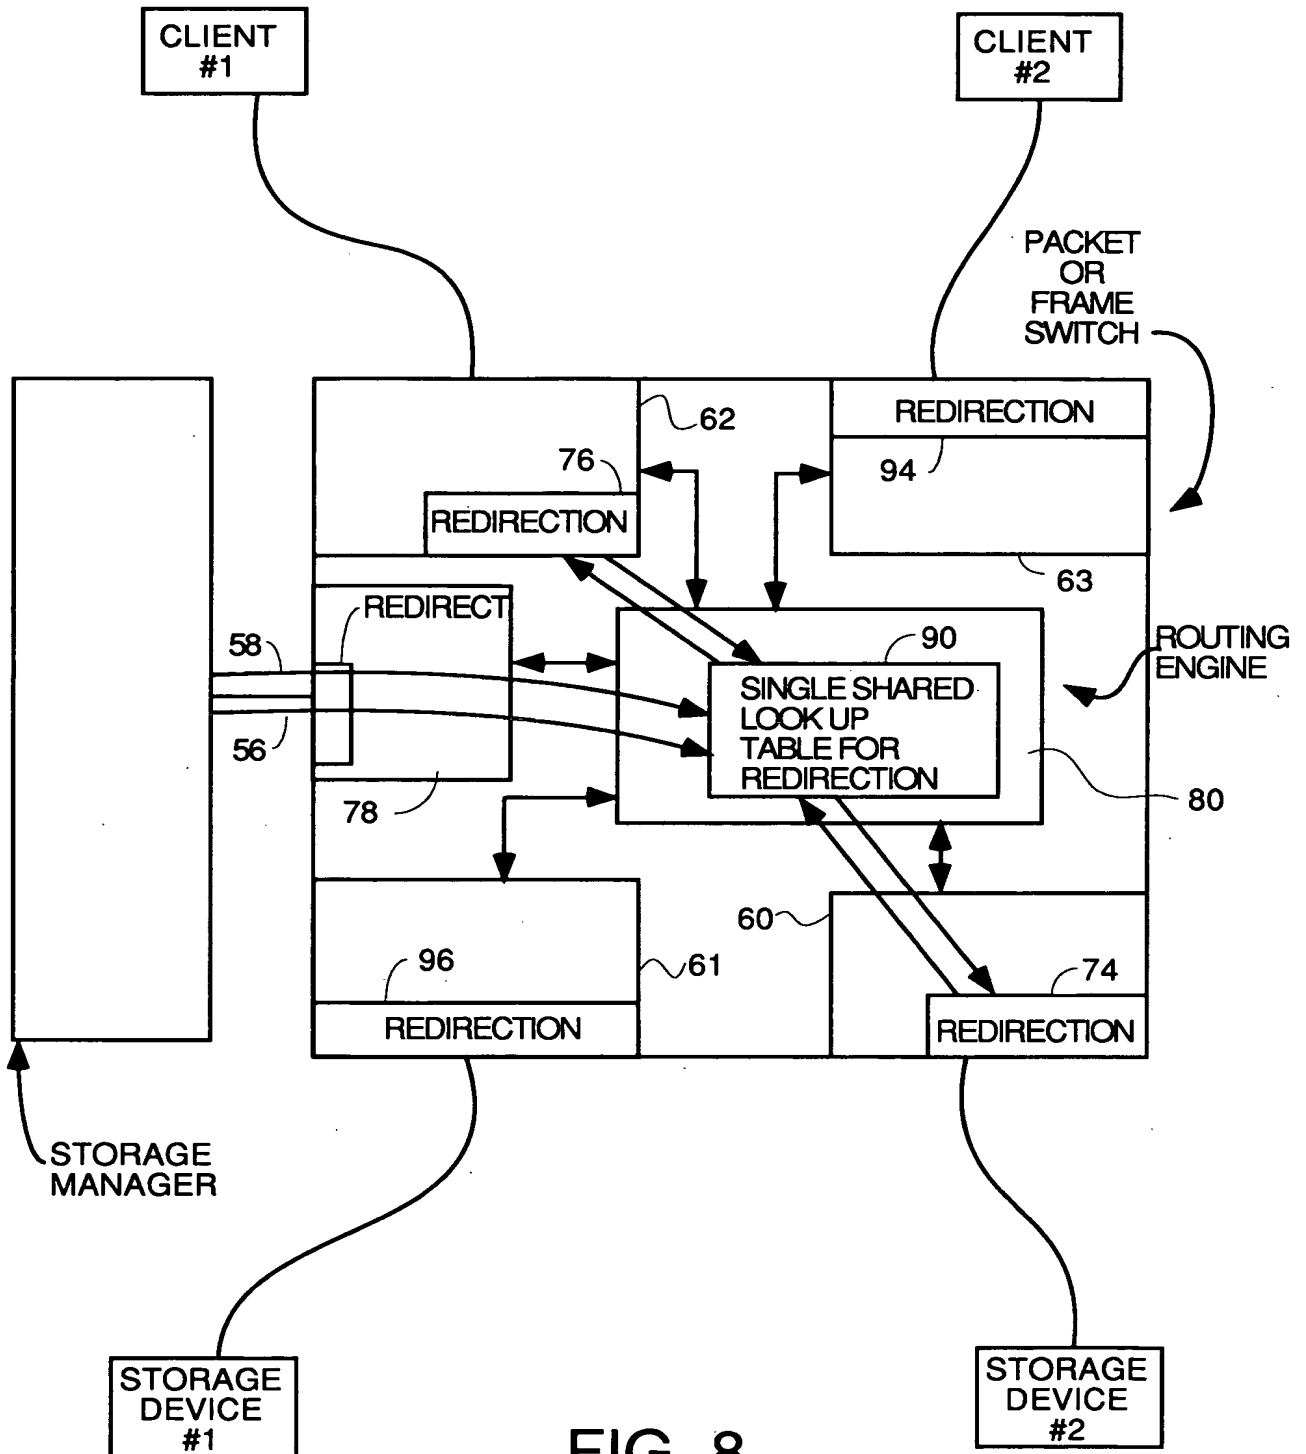 CLIENT
#1
CLIENT
#2
PACKET
OR
FRAME
SWITCH
62
REDIRECTION
94
76
REDIRECTION
63
REDIRECT
58
56
78
90
SINGLE SHARED
LOOK UP
TABLE FOR
REDIRECTION
ROUTING
ENGINE
80
60
61
96
REDIRECTION
74
REDIRECTION
STORAGE
MANAGER
STORAGE
DEVICE
#1
STORAGE
DEVICE
#2
FIG. 8